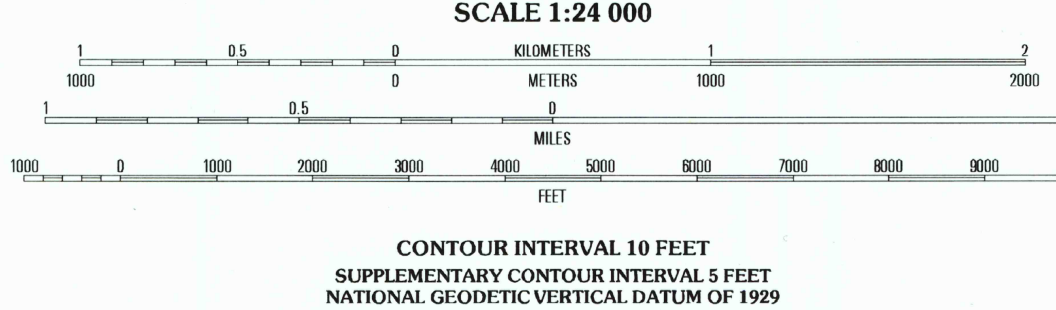 SCALE 1:24 000
1 0.5 0 KILOMETERS 1 2
1000 0 METERS 1000 2000
1 0.5 0
MILES
1000 0 1000 2000 3000 4000 5000 6000 7000 8000 9000
FEET
CONTOUR INTERVAL 10 FEET
SUPPLEMENTARY CONTOUR INTERVAL 5 FEET
NATIONAL GEODETIC VERTICAL DATUM OF 1929